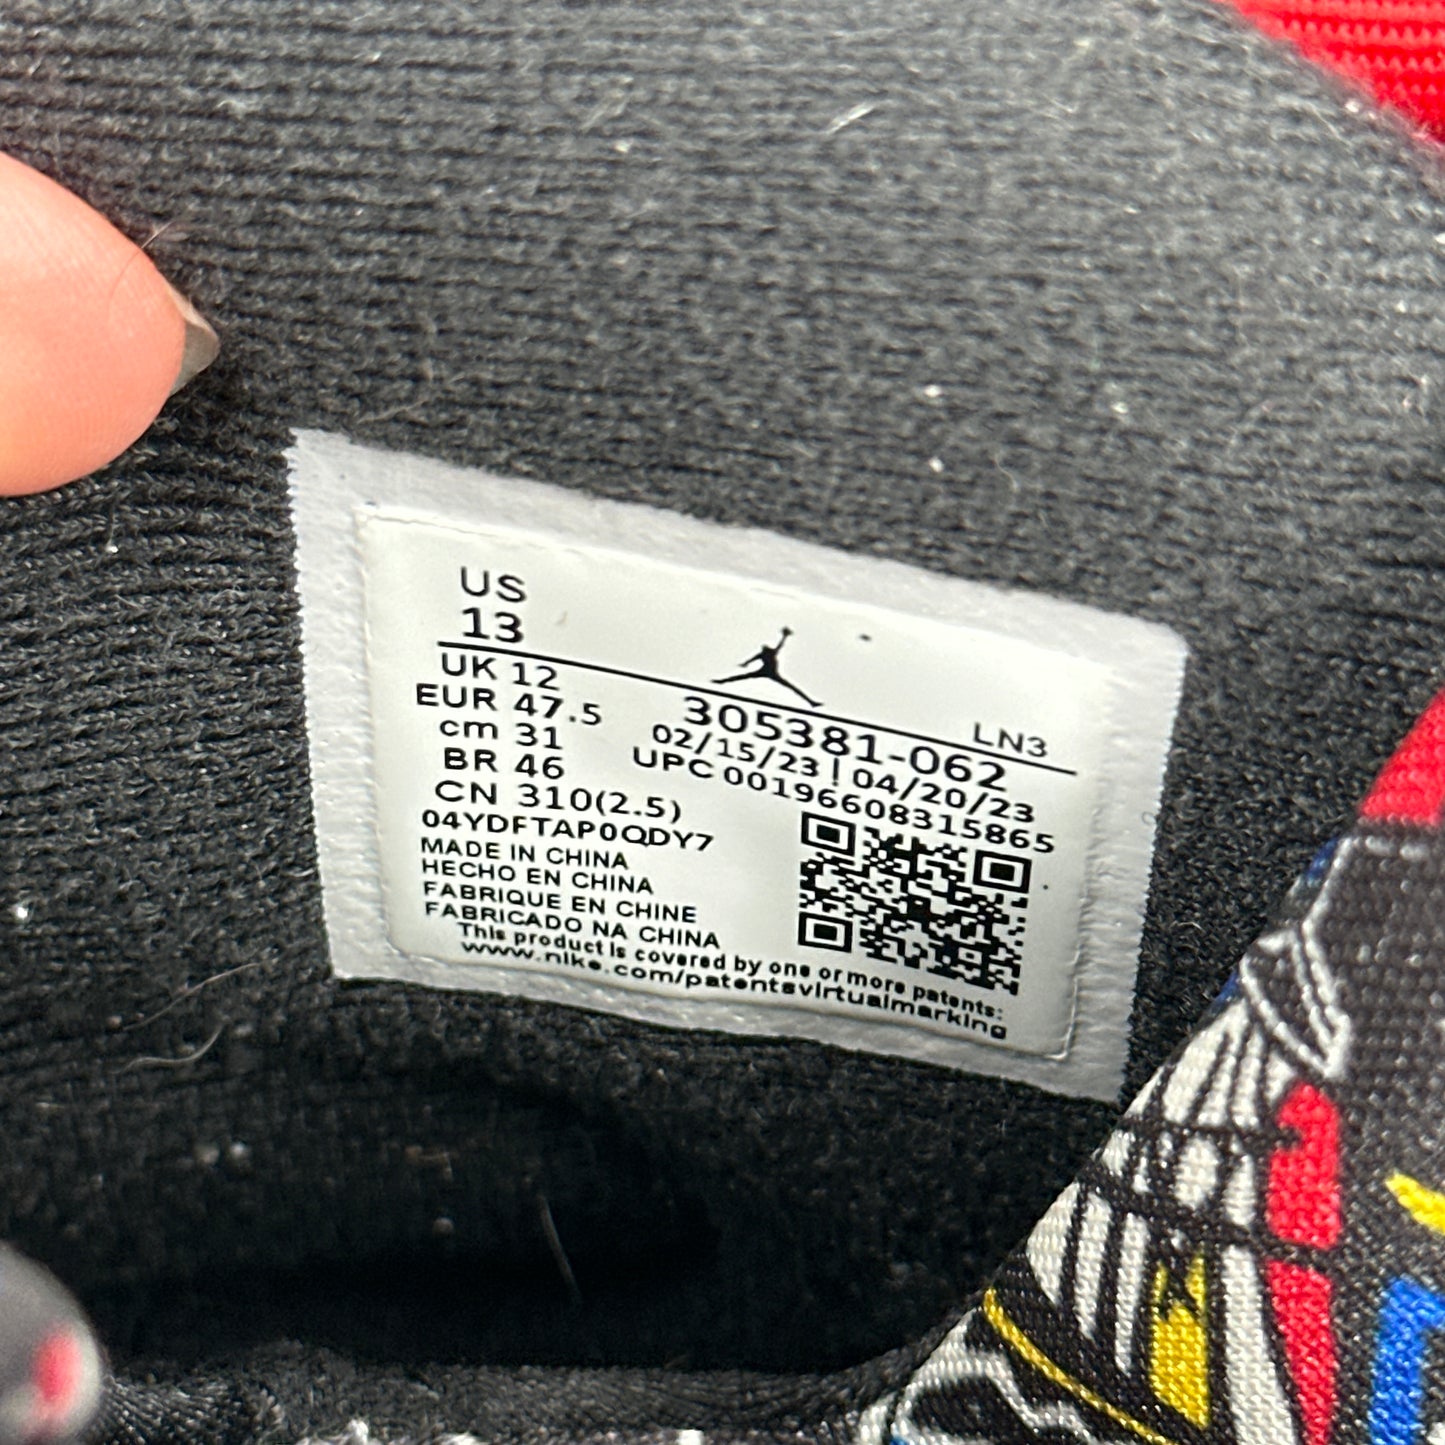 US
13
LN3
UK 12
EUR 47.5
cm 31
BR 46
CN 310(2.5)
04YDFTAP0QDY7
305381-062
02/15/23 | 04/20/23
UPC 00196608315865
MADE IN CHINA
HECHO EN CHINA
FABRIQUE EN CHINE
FABRICADO NA CHINA
This product is covered by one or more patents:
www.nike.com/patentsvirtualmarking